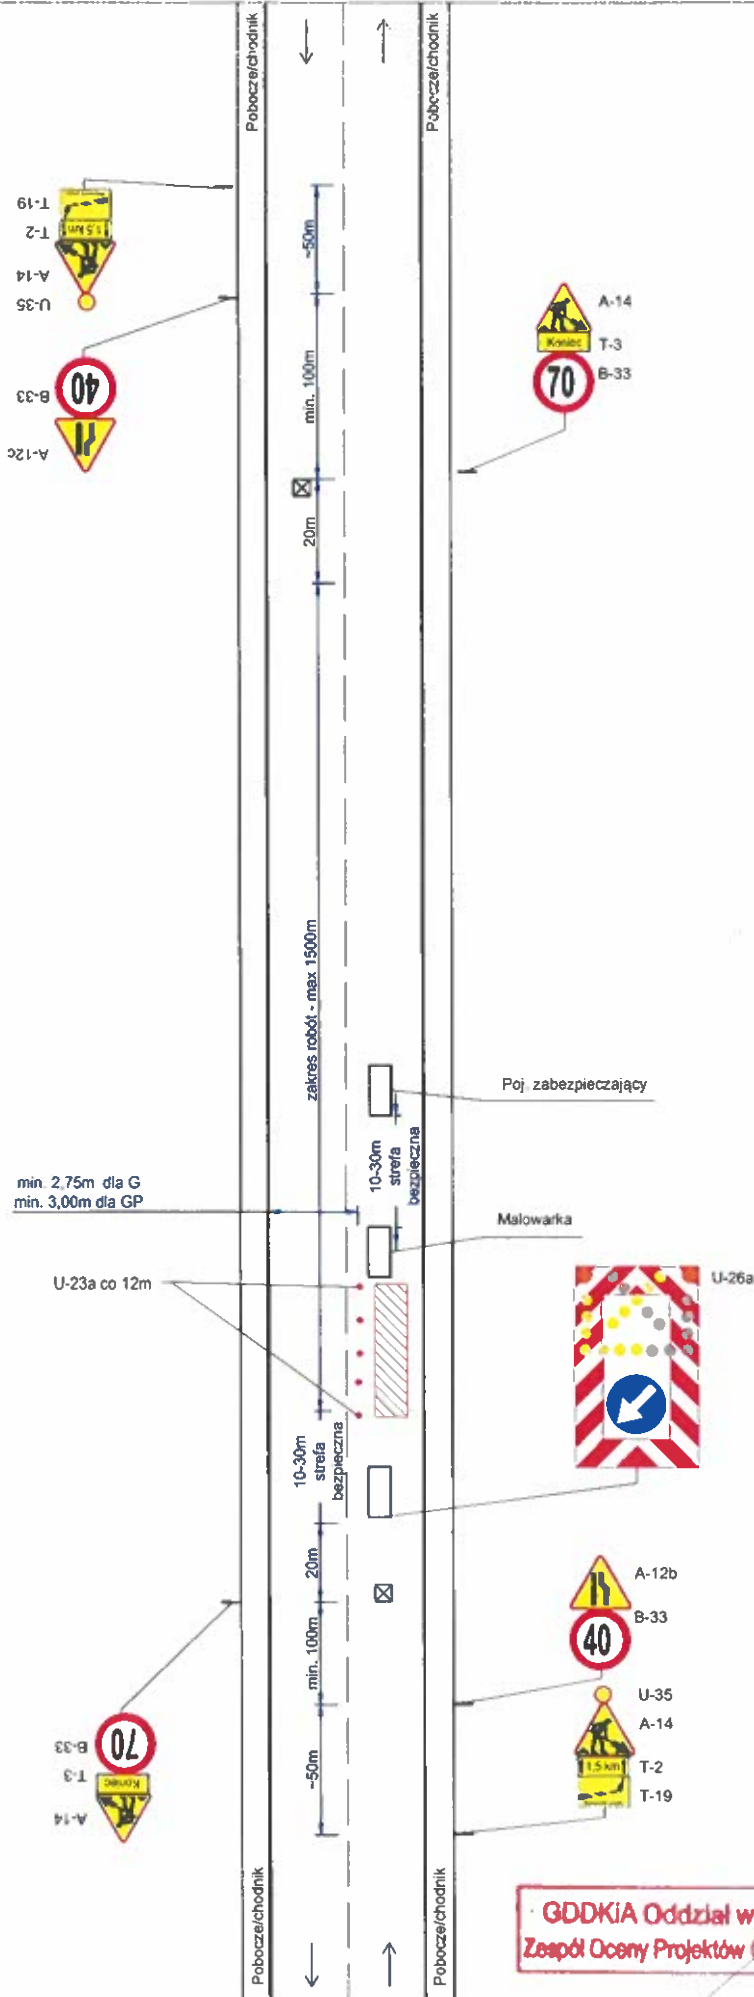 Pobocze/chodnik
Pobocze/chodnik
T-19
T-2
1,5 km
A-14
U-35
~50m
40
B-33
A-12c
min. 100m
20m
A-14
Koniec
T-3
70
B-33
zakres robót - max 1500m
Poj. zabezpieczający
10-30m
strefa
bezpieczna
min. 2,75m dla G
min. 3,00m dla GP
Malowarka
U-23a co 12m
U-26a
10-30m
strefa
bezpieczna
20m
min. 100m
~50m
A-12b
B-33
40
U-35
A-14
1,5 km
T-2
T-19
70
B-33
T-3
Koniec
A-14
Pobocze/chodnik
Pobocze/chodnik
GDDKiA Oddział w
Zespół Oceny Projektów